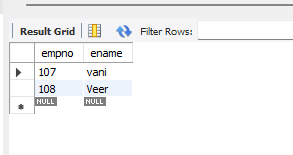 Result Grid Filter Rows:
empno ename
107 vani
108 Veer
NULL NULL